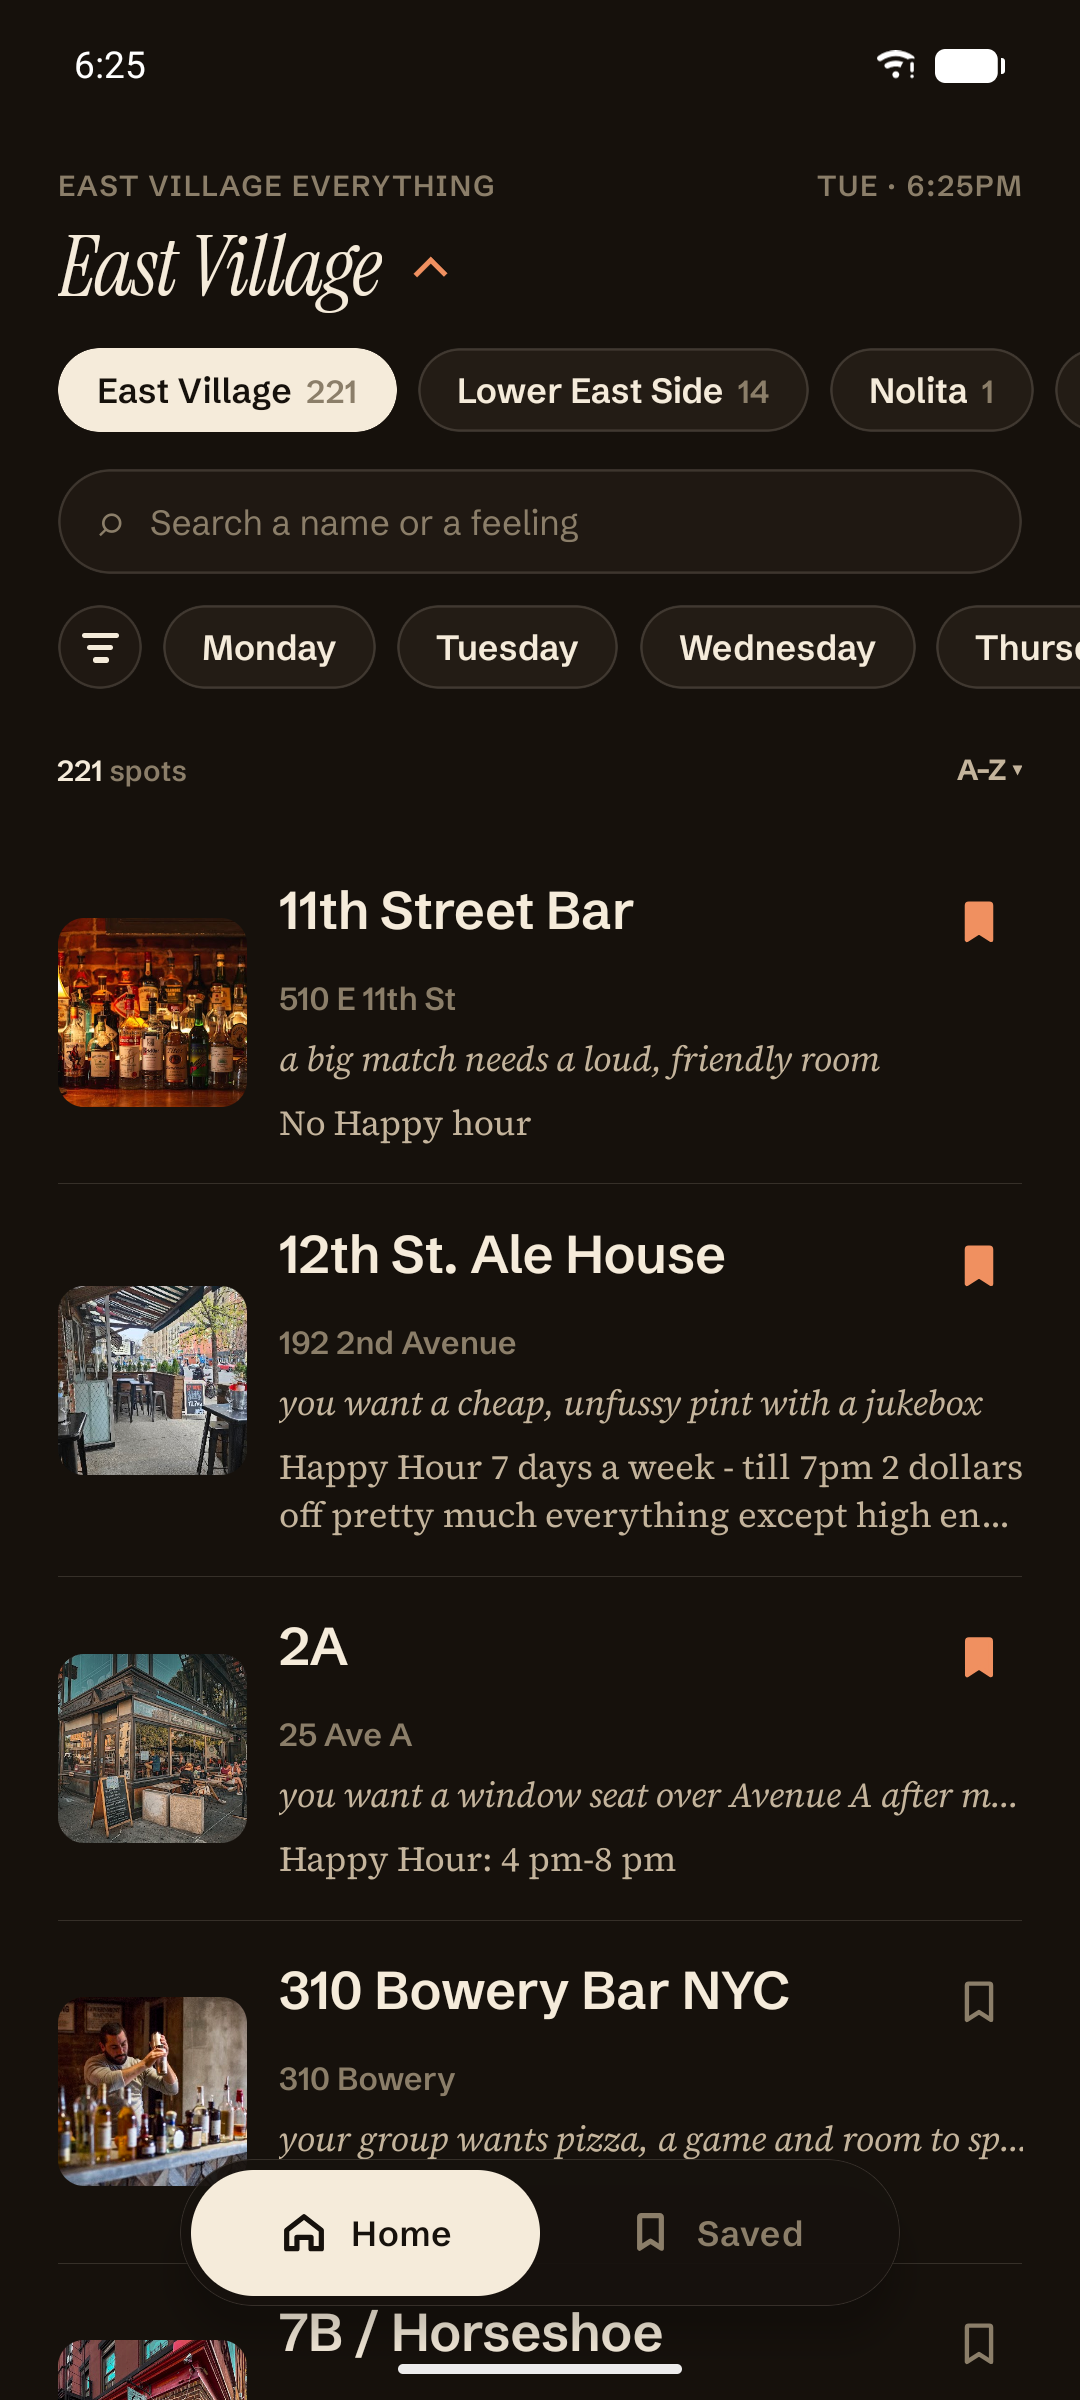 6:25
EAST VILLAGE EVERYTHING
TUE · 6:25PM
East Village
East Village 221
Lower East Side 14
Nolita 1
Search a name or a feeling
Monday
Tuesday
Wednesday
221 spots
A–Z
11th Street Bar
510 E 11th St
a big match needs a loud, friendly room
No Happy hour
12th St. Ale House
192 2nd Avenue
you want a cheap, unfussy pint with a jukebox
Happy Hour 7 days a week - till 7pm 2 dollars
off pretty much everything except high en...
2A
25 Ave A
you want a window seat over Avenue A after m...
Happy Hour: 4 pm-8 pm
310 Bowery Bar NYC
310 Bowery
your group wants pizza, a game and room to sp...
Home
Saved
7B / Horseshoe